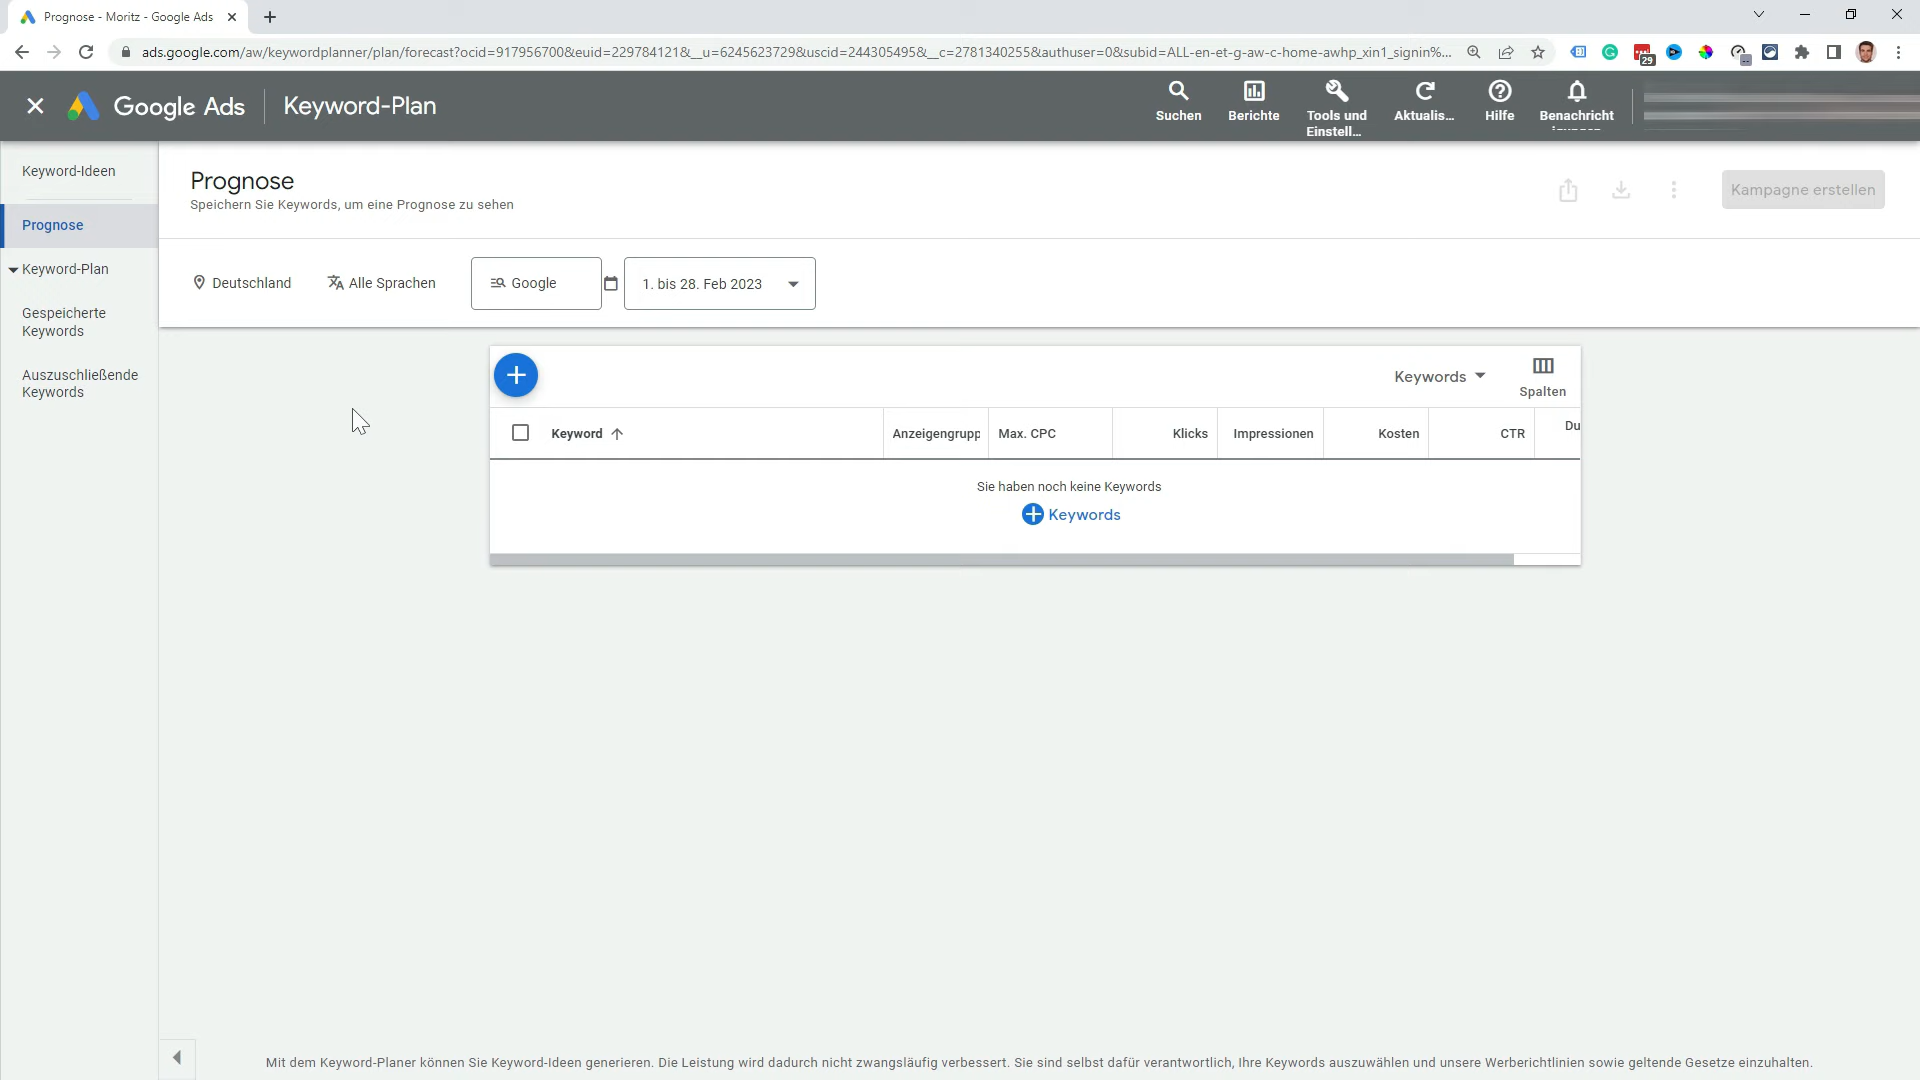 Prognose - Moritz - Google Ads
ads.google.com/aw/keywordplanner/plan/forecast?ocid=917956700&euid=229784121&__u=6245623729&uscid=244305495&__c=2781340255&authuser=0&subid=ALL-en-et-g-aw-c-home-awhp_xin1_signin%...
29
Google Ads
Keyword-Plan
Suchen
Berichte
Tools und
Einstell...
Aktualis...
Hilfe
Benachricht
Keyword-Ideen
Prognose
Keyword-Plan
Gespeicherte
Keywords
Auszuschließende
Keywords
Prognose
Speichern Sie Keywords, um eine Prognose zu sehen
Kampagne erstellen
Deutschland
Alle Sprachen
Google
1. bis 28. Feb 2023
Keywords
Spalten
Keyword
Anzeigengrupp
Max. CPC
Klicks
Impressionen
Kosten
CTR
Du
Sie haben noch keine Keywords
Keywords
Mit dem Keyword-Planer können Sie Keyword-Ideen generieren. Die Leistung wird dadurch nicht zwangsläufig verbessert. Sie sind selbst dafür verantwortlich, Ihre Keywords auszuwählen und unsere Werberichtlinien sowie geltende Gesetze einzuhalten.